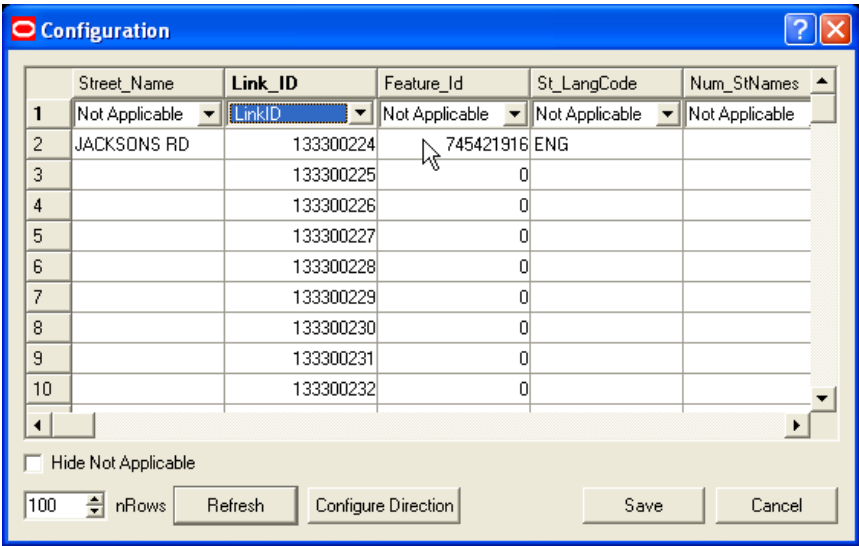 Configuration
Street_Name Link_ID Feature_Id St_LangCode Num_StNames
1 Not Applicable LinkID Not Applicable Not Applicable Not Applicable
2 JACKSONS RD 133300224 745421916 ENG
3 133300225 0
4 133300226 0
5 133300227 0
6 133300228 0
7 133300229 0
8 133300230 0
9 133300231 0
10 133300232 0
Hide Not Applicable
100 nRows Refresh Configure Direction Save Cancel